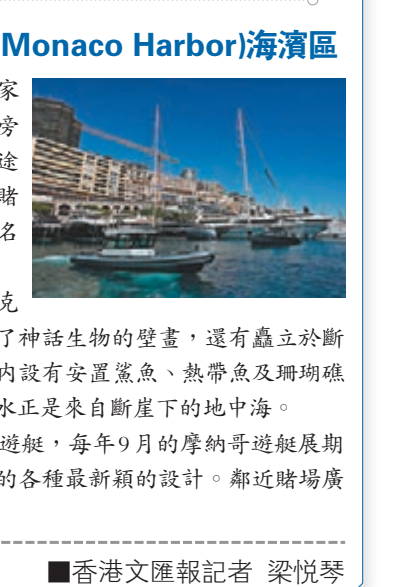 Monaco Harbor)海濱區
家
旁
途
賭
名
克
了神話生物的壁畫，還有矗立於斷
內設有安置鯊魚、熱帶魚及珊瑚礁
水正是來自斷崖下的地中海。
遊艇，每年9月的摩納哥遊艇展期
的各種最新穎的設計。鄰近賭場廣
■香港文匯報記者 梁悅琴